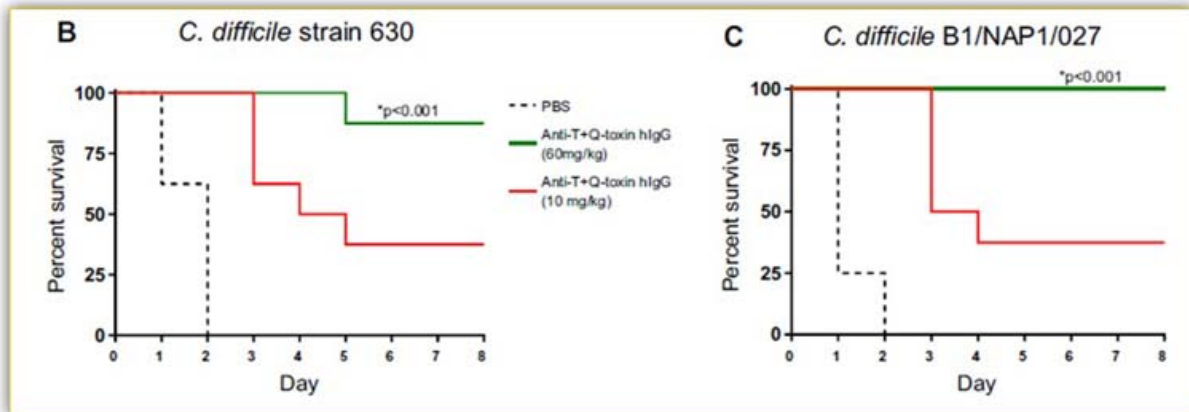 B
C. difficile strain 630
100
75
50
25
0
Percent survival
0 1 2 3 4 5 6 7 8
Day
*p<0.001
PBS
Anti-T+Q-toxin hIgG
(60mg/kg)
Anti-T+Q-toxin hIgG
(10 mg/kg)
C
C. difficile B1/NAP1/027
100
75
50
25
0
Percent survival
0 1 2 3 4 5 6 7 8
Day
*p<0.001